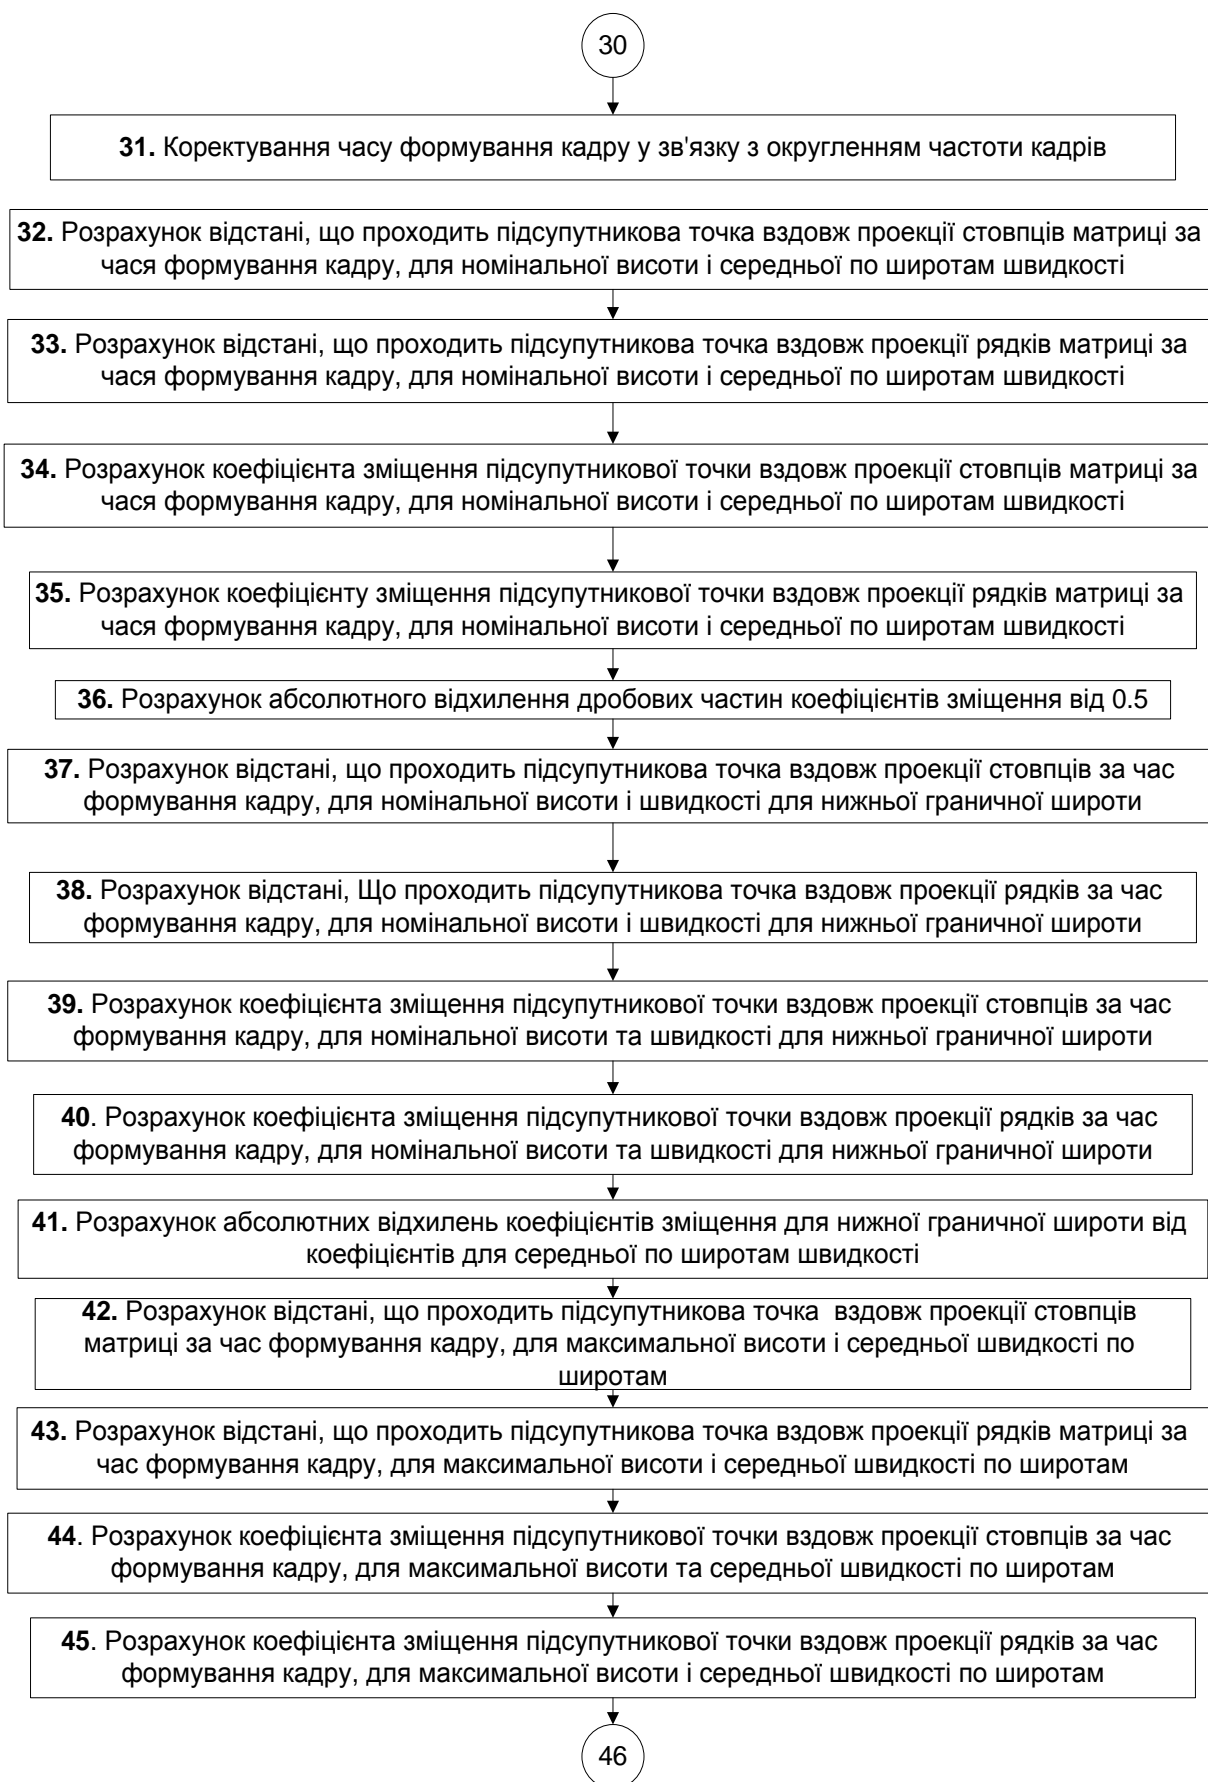 30
31. Коректування часу формування кадру у зв'язку з округленням частоти кадрів
32. Розрахунок відстані, що проходить підсупутникова точка вздовж проекції стовпців матриці за
чася формування кадру, для номінальної висоти і середньої по широтам швидкості
33. Розрахунок відстані, що проходить підсупутникова точка вздовж проекції рядків матриці за
чася формування кадру, для номінальної висоти і середньої по широтам швидкості
34. Розрахунок коефіцієнта зміщення підсупутникової точки вздовж проекції стовпців матриці за
чася формування кадру, для номінальної висоти і середньої по широтам швидкості
35. Розрахунок коефіцієнту зміщення підсупутникової точки вздовж проекції рядків матриці за
чася формування кадру, для номінальної висоти і середньої по широтам швидкості
36. Розрахунок абсолютного відхилення дробових частин коефіцієнтів зміщення від 0.5
37. Розрахунок відстані, що проходить підсупутникова точка вздовж проекції стовпців за час
формування кадру, для номінальної висоти і швидкості для нижньої граничної широти
38. Розрахунок відстані, Що проходить підсупутникова точка вздовж проекції рядків за час
формування кадру, для номінальної висоти і швидкості для нижньої граничної широти
39. Розрахунок коефіцієнта зміщення підсупутникової точки вздовж проекції стовпців за час
формування кадру, для номінальної висоти та швидкості для нижньої граничної широти
40. Розрахунок коефіцієнта зміщення підсупутникової точки вздовж проекції рядків за час
формування кадру, для номінальної висоти та швидкості для нижньої граничної широти
41. Розрахунок абсолютних відхилень коефіцієнтів зміщення для нижної граничної широти від
коефіцієнтів для середньої по широтам швидкості
42. Розрахунок відстані, що проходить підсупутникова точка вздовж проекції стовпців
матриці за час формування кадру, для максимальної висоти і середньої швидкості по
широтам
43. Розрахунок відстані, що проходить підсупутникова точка вздовж проекції рядків матриці за
час формування кадру, для максимальної висоти і середньої швидкості по широтам
44. Розрахунок коефіцієнта зміщення підсупутникової точки вздовж проекції стовпців за час
формування кадру, для максимальної висоти та середньої швидкості по широтам
45. Розрахунок коефіцієнта зміщення підсупутникової точки вздовж проекції рядків за час
формування кадру, для максимальної висоти і середньої швидкості по широтам
46